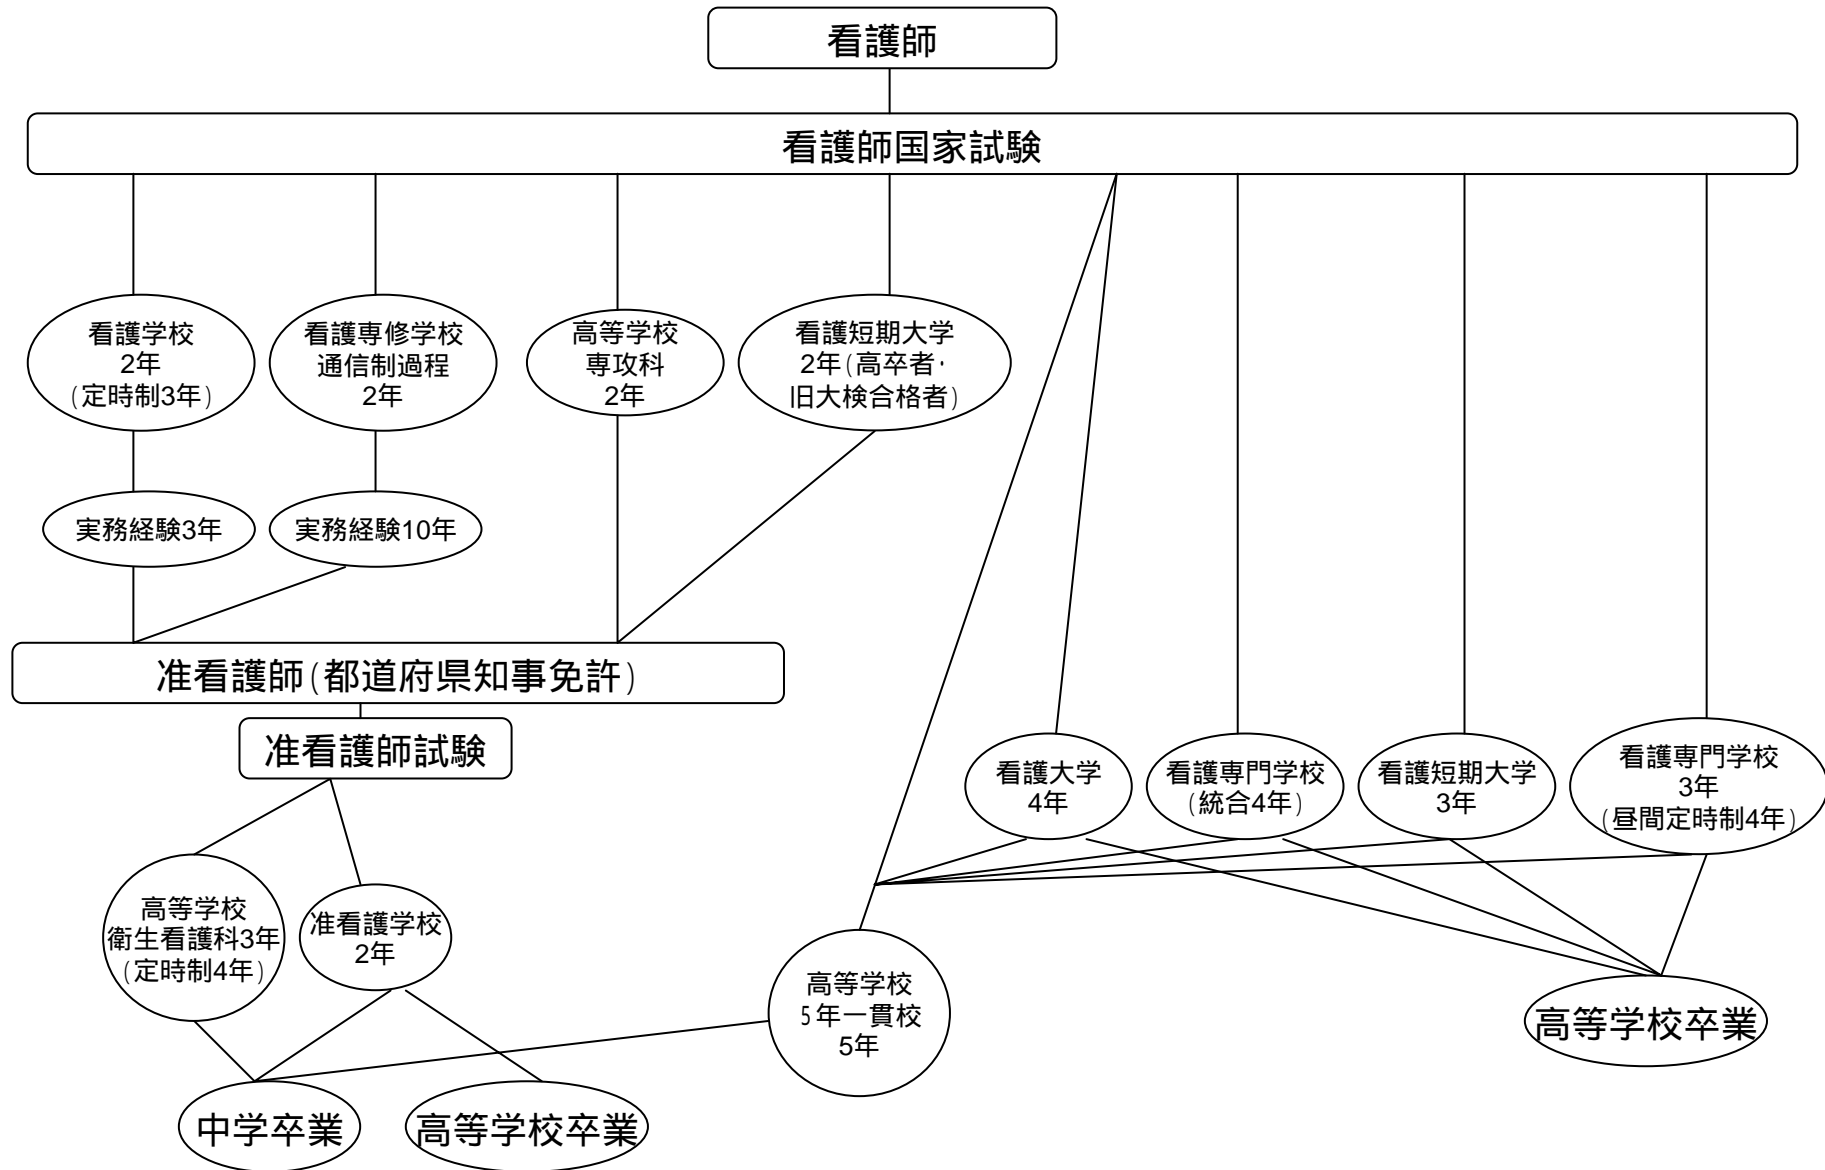 看護師
看護師国家試験
看護学校
2年
(定時制3年)
看護専修学校
通信制過程
2年
高等学校
専攻科
2年
看護短期大学
2年(高卒者・
旧大検合格者)
実務経験3年
実務経験10年
准看護師(都道府県知事免許)
准看護師試験
看護大学
4年
看護専門学校
(統合4年)
看護短期大学
3年
看護専門学校
3年
(昼間定時制4年)
高等学校
衛生看護科3年
(定時制4年)
准看護学校
2年
高等学校
5年一貫校
5年
高等学校卒業
中学卒業
高等学校卒業